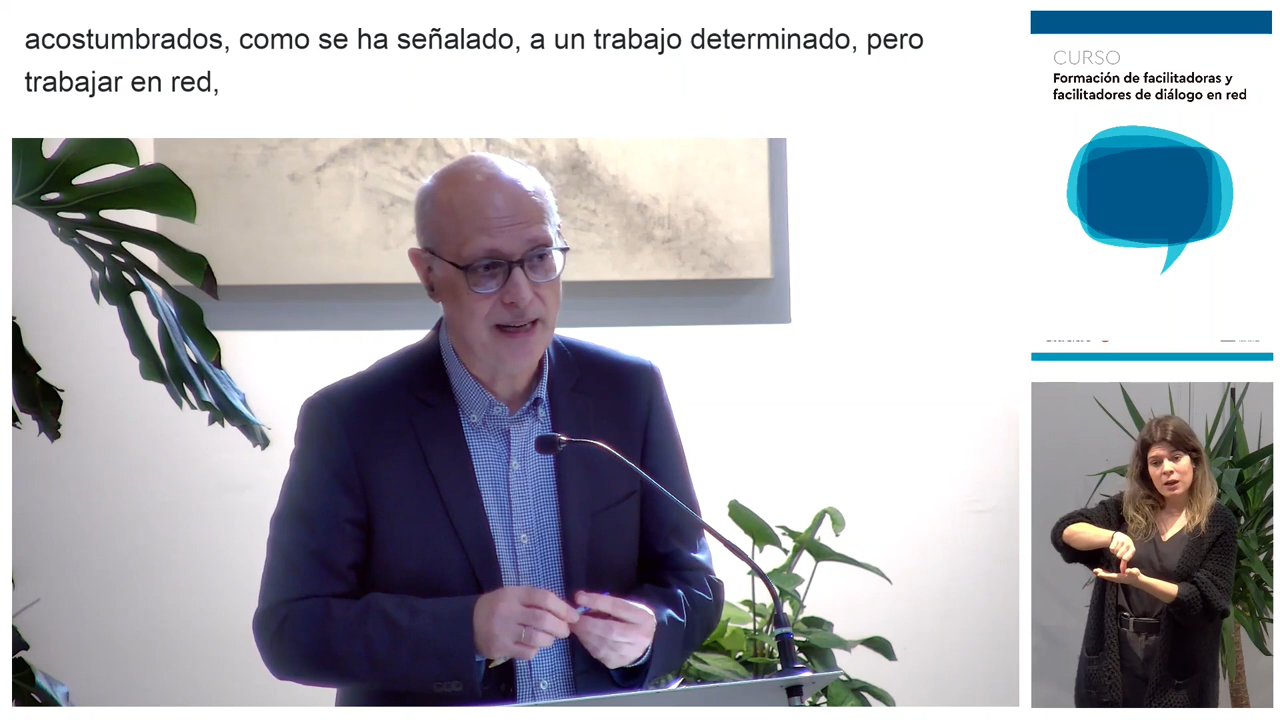 acostumbrados, como se ha señalado, a un trabajo determinado, pero
trabajar en red,
CURSO
Formación de facilitadoras y
facilitadores de diálogo en red